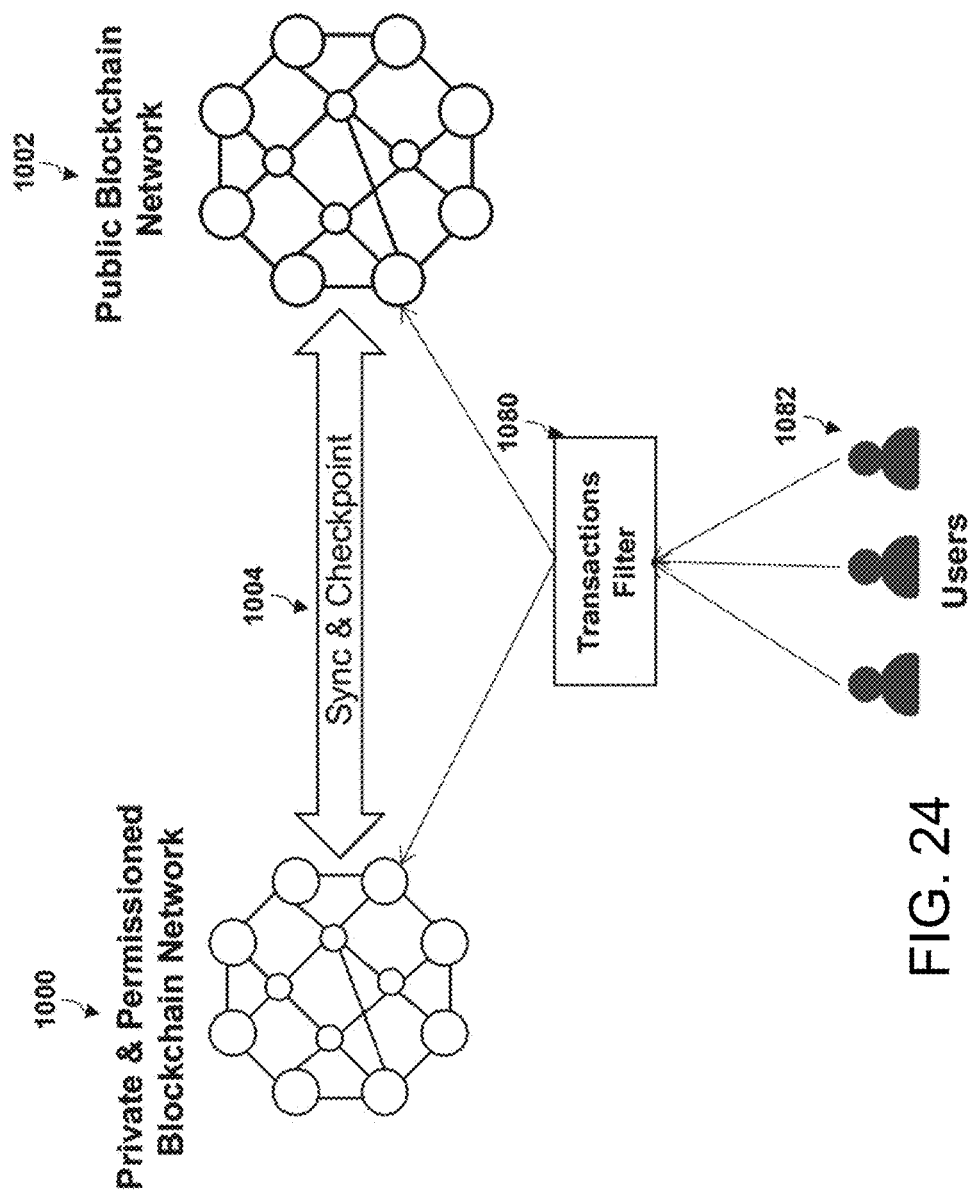 1000
Private & Permissioned
Blockchain Network
1002
Public Blockchain
Network
1004
Sync & Checkpoint
1080
Transactions
Filter
1082
Users
FIG. 24